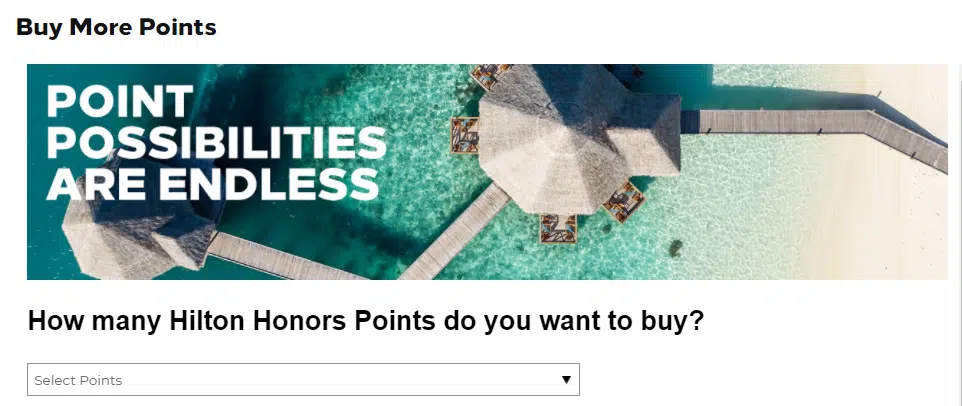 Buy More Points
POINT
POSSIBILITIES
ARE ENDLESS
How many Hilton Honors Points do you want to buy?
Select Points